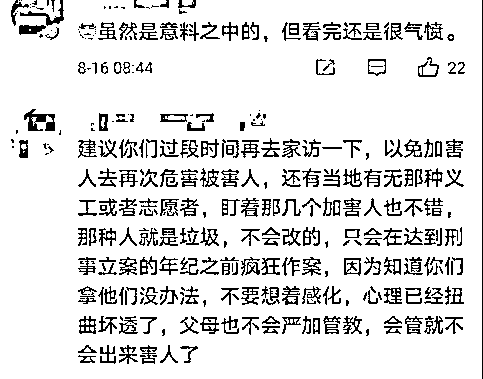 虽然是意料之中的，但看完还是很气愤。
8-16 08:44
22
建议你们过段时间再去家访一下，以免加害
人去再次危害被害人，还有当地有无那种义
工或者志愿者，盯着那几个加害人也不错，
那种人就是垃圾，不会改的，只会在达到刑
事立案的年纪之前疯狂作案，因为知道你们
拿他们没办法，不要想着感化，心理已经扭
曲坏透了，父母也不会严加管教，会管就不
会出来害人了